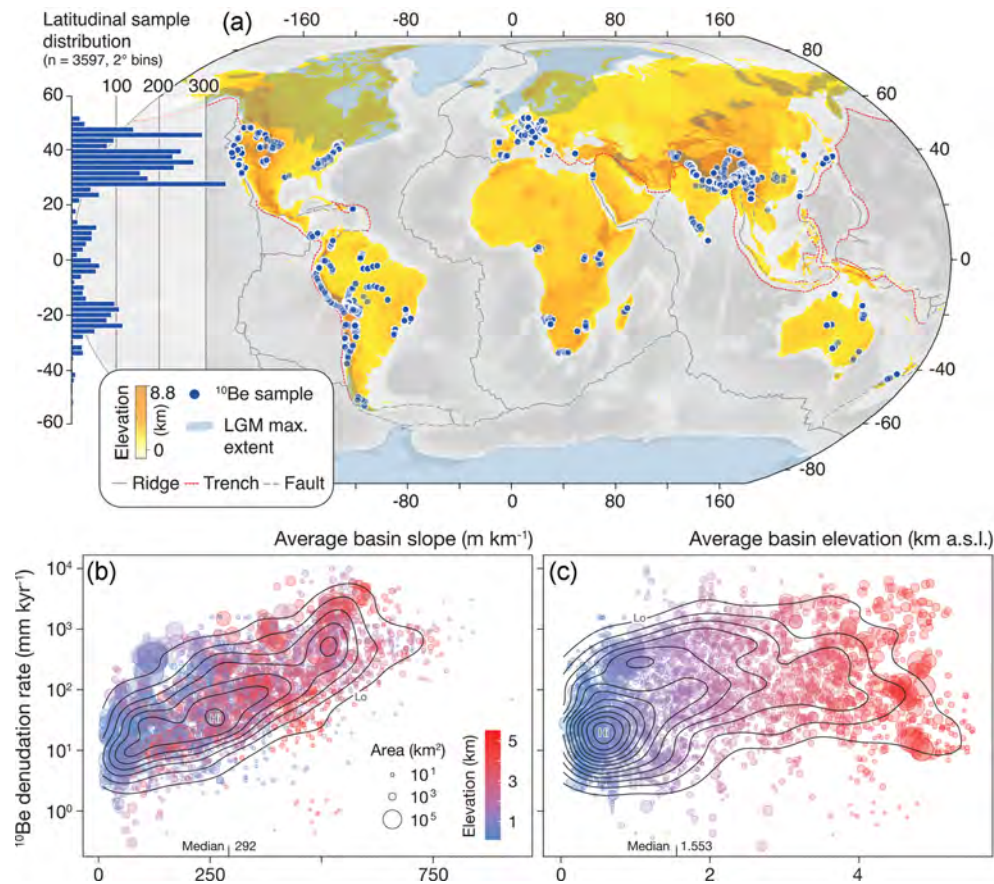 Latitudinal sample
distribution
(n = 3597, 2° bins)
100 200 300
(a)
-160 -80 0 80 160
80
60
40
20
0
-20
-40
-60
80
60
40
20
0
-20
-40
-60
-80
-80 0 80 160
Elevation
(km)
8.8
0
¹⁰Be sample
LGM max.
extent
Ridge Trench Fault
Average basin slope (m km⁻¹)
Average basin elevation (km a.s.l.)
¹⁰Be denudation rate (mm kyr⁻¹)
10⁴
10³
10²
10¹
10⁰
(b)
Lo
Hi
Area (km²)
10¹
10³
10⁵
Elevation (km)
5
3
1
Median 292
0 250 750
(c)
Lo
Hi
Median 1.553
0 2 4